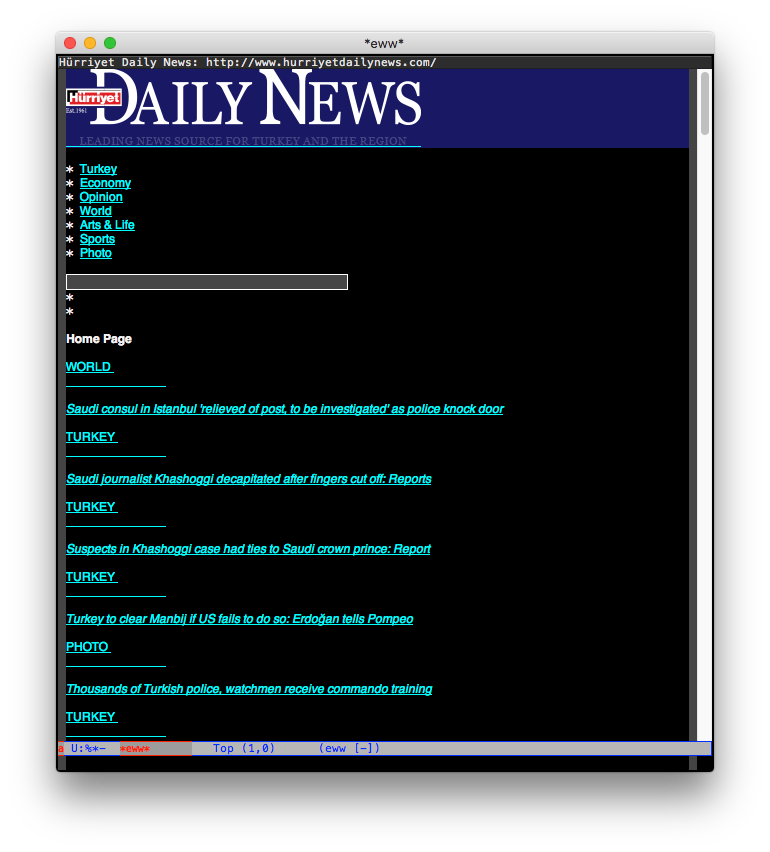 *eww*
Hürriyet Daily News: http://www.hurriyetdailynews.com/
Hürriyet DAILY NEWS
Est.1961
LEADING NEWS SOURCE FOR TURKEY AND THE REGION
* Turkey
* Economy
* Opinion
* World
* Arts & Life
* Sports
* Photo
*
*
Home Page
WORLD
Saudi consul in Istanbul 'relieved of post, to be investigated' as police knock door
TURKEY
Saudi journalist Khashoggi decapitated after fingers cut off: Reports
TURKEY
Suspects in Khashoggi case had ties to Saudi crown prince: Report
TURKEY
Turkey to clear Manbij if US fails to do so: Erdoğan tells Pompeo
PHOTO
Thousands of Turkish police, watchmen receive commando training
TURKEY
a U:%*- *eww* Top (1,0) (eww [-])